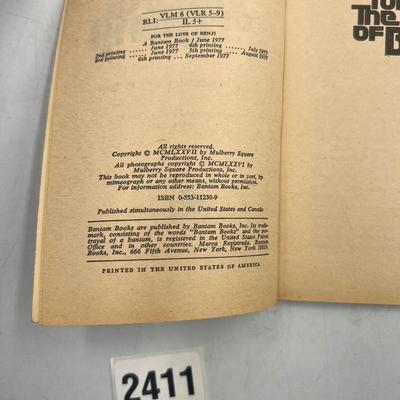 VLM 6 (VLR 5-9)
RLI: IL 5+
FOR THE LOVE OF BENJI
A Bantam Book / June 1977
2nd printing June 1977 4th printing July 1977
3rd printing June 1977 5th printing August 1977
6th printing September 1977
All rights reserved.
Copyright © MCMLXXVII by Mulberry Square
Productions, Inc.
All photographs copyright © MCMLXXVI by Mulberry
Square Productions, Inc.
This book may not be reproduced in whole or in part, by
mimeograph or any other means, without permission.
For information address: Bantam Books, Inc.
ISBN 0-553-11230-9
Published simultaneously in the United States and Canada
Bantam Books are published by Bantam Books, Inc. Its trade-
mark, consisting of the words "Bantam Books" and the por-
trayal of a bantam, is registered in the United States Patent
Office and in other countries. Marca Registrada. Bantam
Books, Inc., 666 Fifth Avenue, New York, New York 10019.
PRINTED IN THE UNITED STATES OF AMERICA
The
of
2411